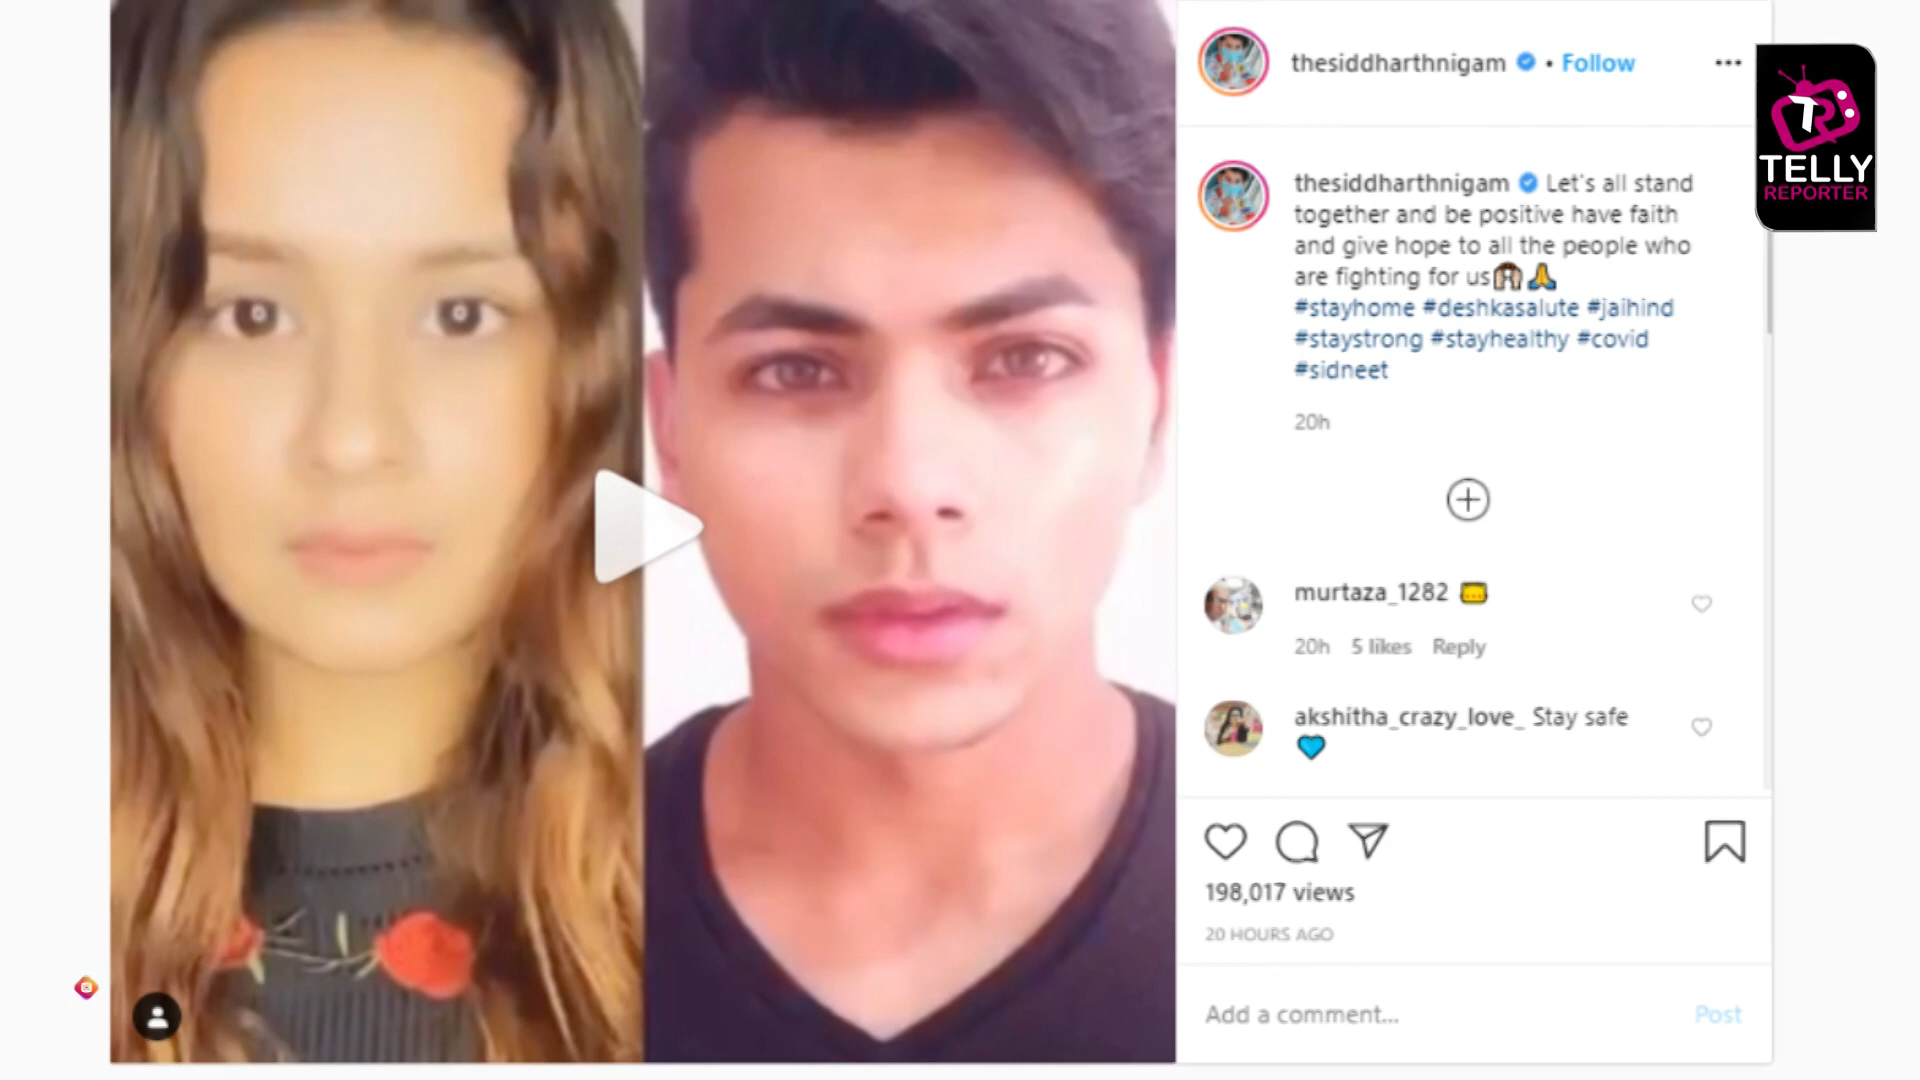 thesiddharthnigam • Follow
TELLY
REPORTER
thesiddharthnigam Let's all stand
together and be positive have faith
and give hope to all the people who
are fighting for us🙌🙏
#stayhome #deshkasalute #jaihind
#staystrong #stayhealthy #covid
#sidneet
20h
murtaza_1282
20h 5 likes Reply
akshitha_crazy_love_ Stay safe
💙
198,017 views
20 HOURS AGO
Add a comment... Post